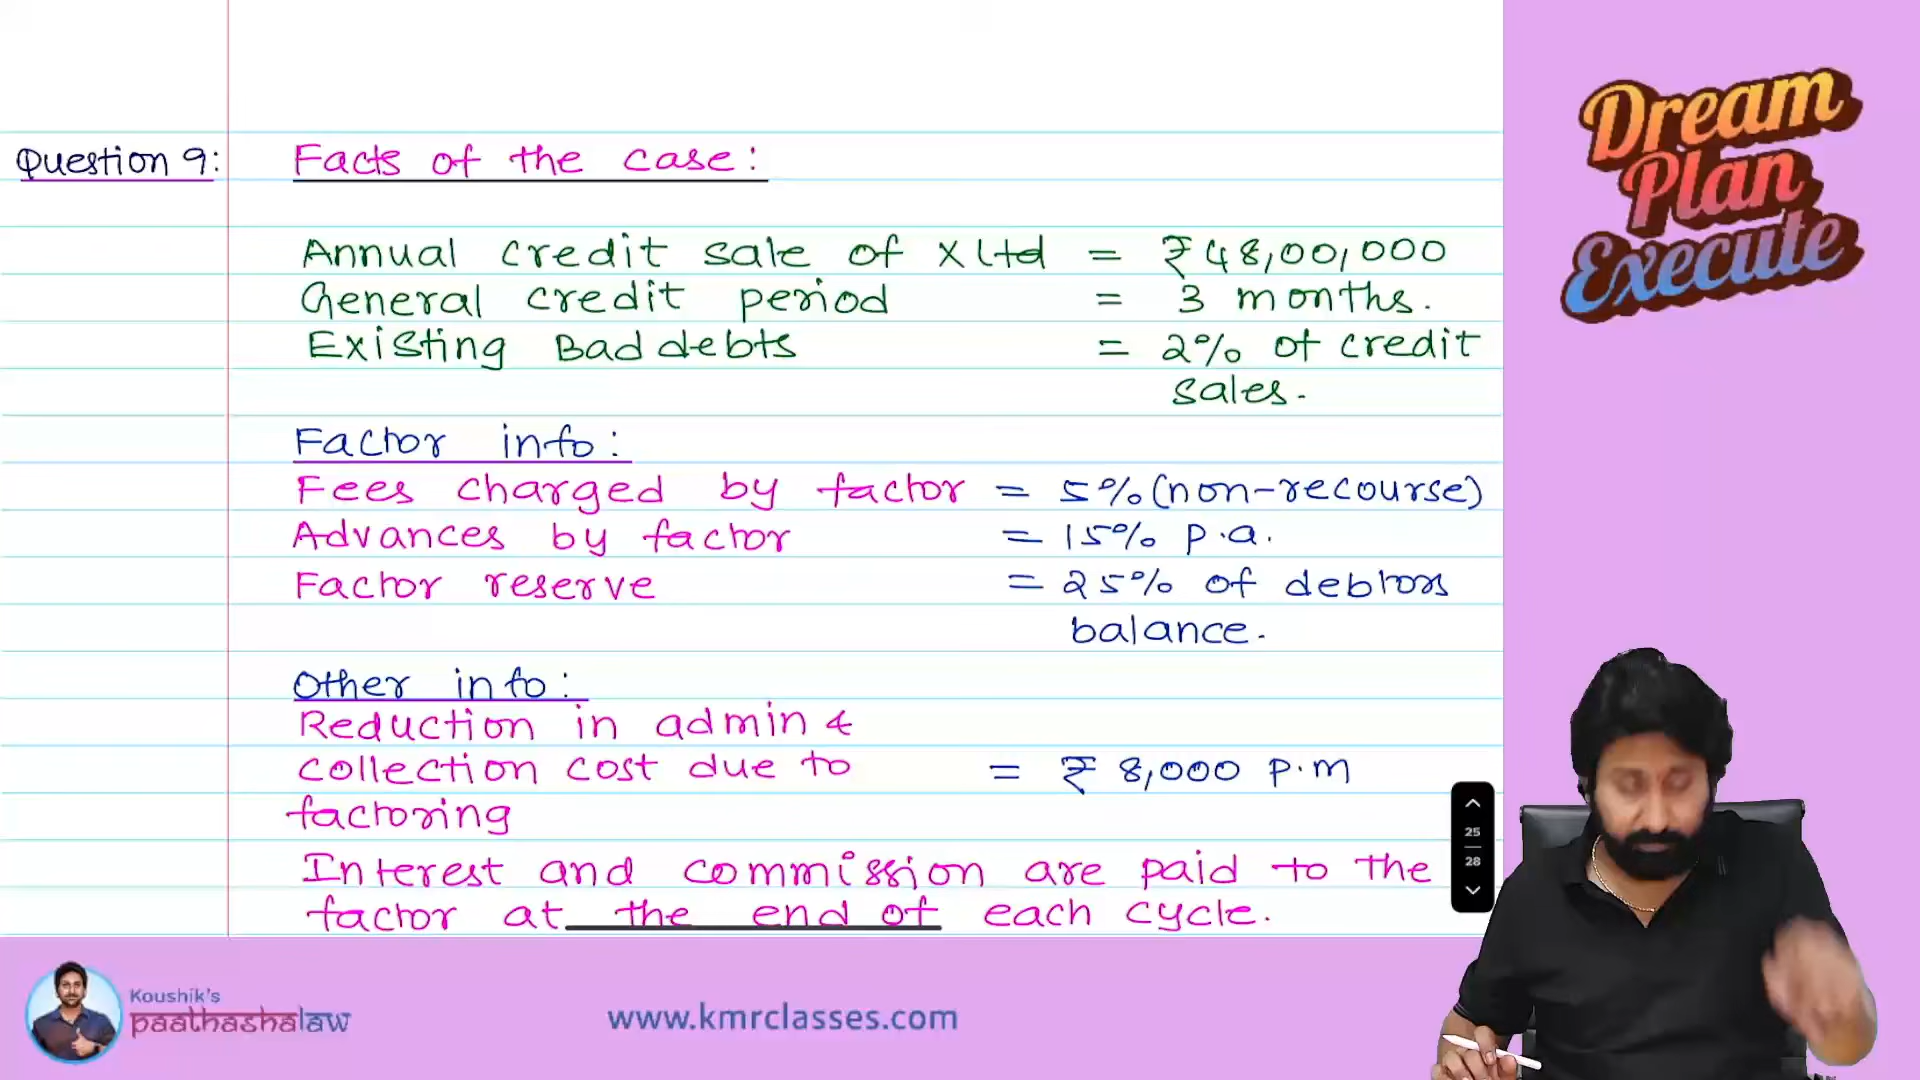 Question 9: Facts of the case:
Annual credit sale of X Ltd = ₹48,00,000
General credit period = 3 months.
Existing Bad debts = 2% of credit
sales.
Factor info:
Fees charged by factor = 5% (non-recourse)
Advances by factor = 15% p.a.
Factor reserve = 25% of debtors
balance.
Other info:
Reduction in admin &
collection cost due to = ₹ 8,000 p.m
factoring
Interest and commission are paid to the
factor at the end of each cycle.
Dream
Plan
Execute
25
28
Koushik's
paathashalaw
www.kmrclasses.com